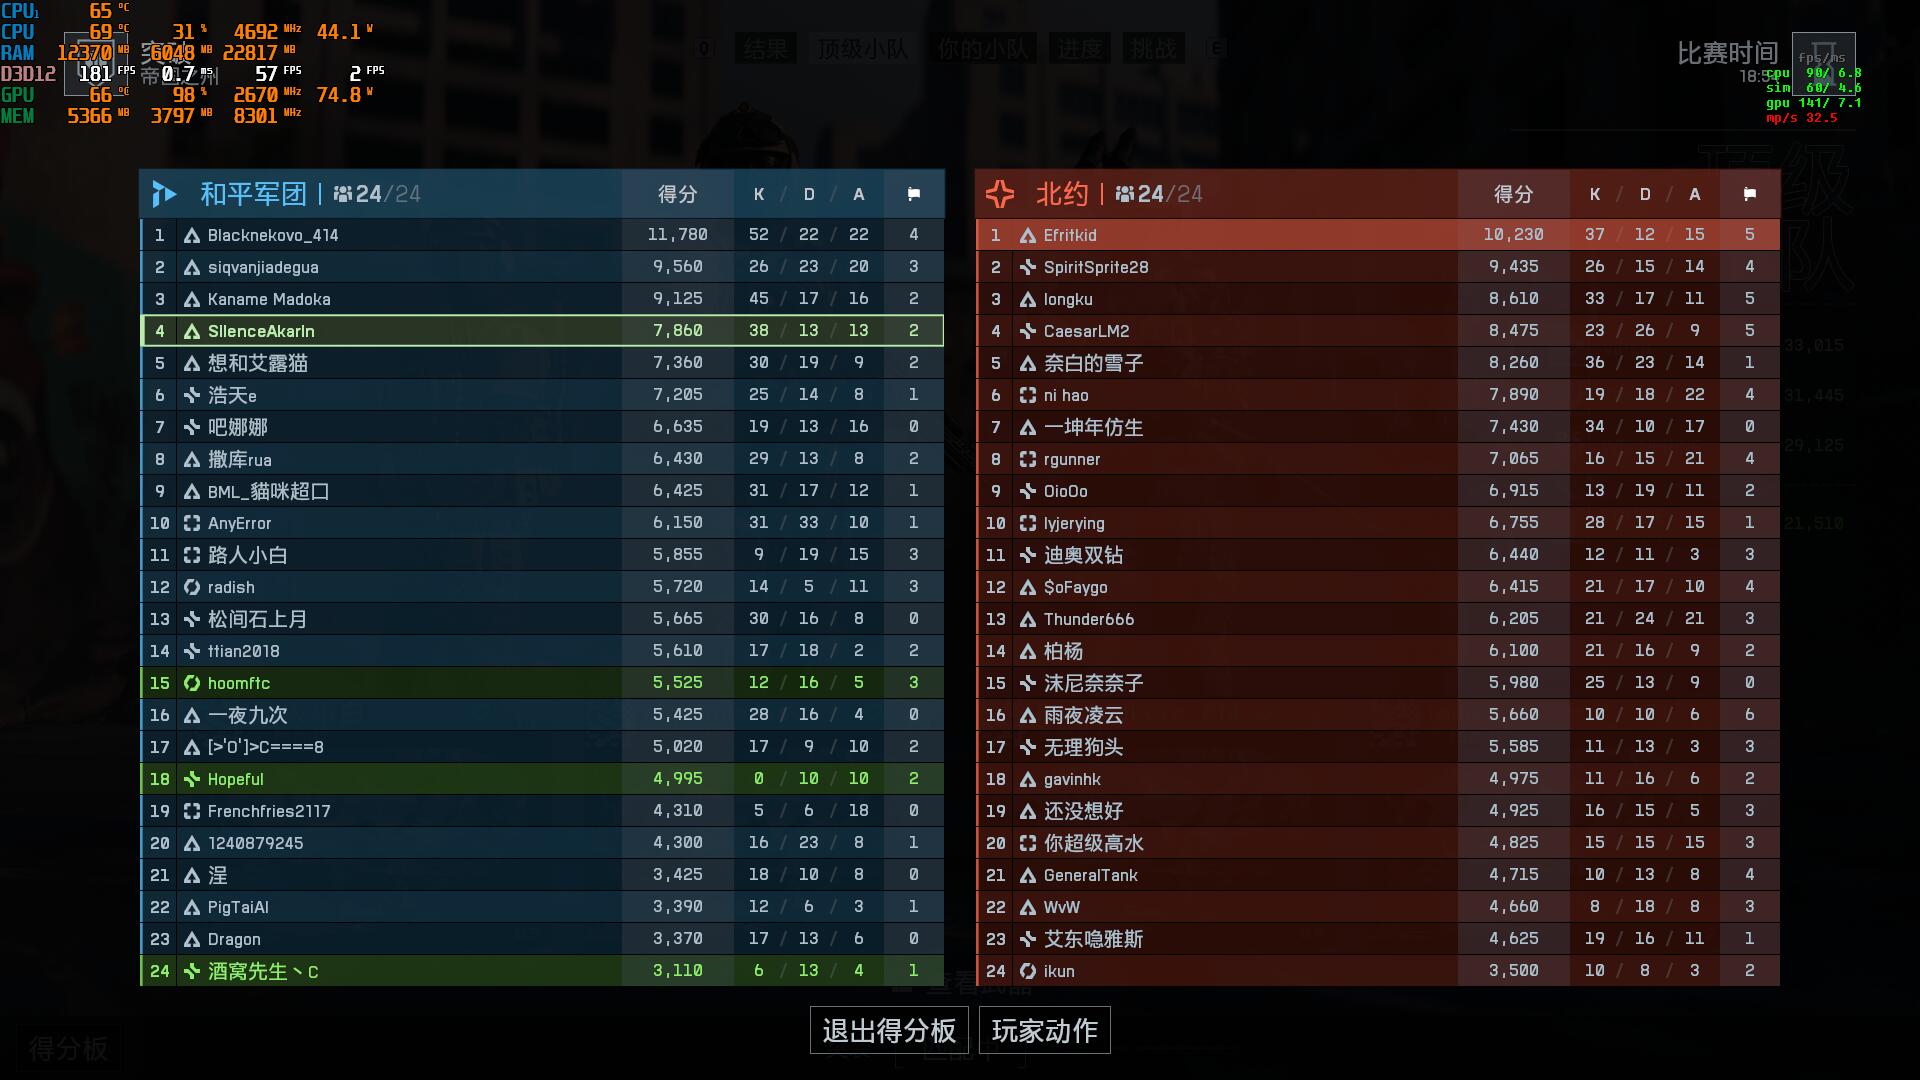 CPU1 65 °C
CPU 69 °C 31 % 4692 MHz 44.1 W
RAM 12370 MB 6048 MB 22817 MB
D3D12 181 FPS 0.7 ms 57 FPS 2 FPS
GPU 66 °C 98 % 2670 MHz 74.8 W
MEM 5366 MB 3797 MB 8301 MHz
Q 结果 顶级小队 你的小队 进度 挑战 E
比赛时间
fps/ms
cpu 90/ 6.8
sim 60/ 4.6
gpu 141/ 7.1
mp/s 32.5
顶级
小队
和平军团 | 24/24 得分 K / D / A
1 Blacknekovo_414 11,780 52 / 22 / 22 4
2 siqvanjiadegua 9,560 26 / 23 / 20 3
3 Kaname Madoka 9,125 45 / 17 / 16 2
4 SIlenceAkarIn 7,860 38 / 13 / 13 2
5 想和艾露猫 7,360 30 / 19 / 9 2
6 浩天e 7,205 25 / 14 / 8 1
7 吧娜娜 6,635 19 / 13 / 16 0
8 撒库rua 6,430 29 / 13 / 8 2
9 BML_貓咪超口 6,425 31 / 17 / 12 1
10 AnyError 6,150 31 / 33 / 10 1
11 路人小白 5,855 9 / 19 / 15 3
12 radish 5,720 14 / 5 / 11 3
13 松间石上月 5,665 30 / 16 / 8 0
14 ttian2018 5,610 17 / 18 / 2 2
15 hoomftc 5,525 12 / 16 / 5 3
16 一夜九次 5,425 28 / 16 / 4 0
17 [>'O']>C====8 5,020 17 / 9 / 10 2
18 Hopeful 4,995 0 / 10 / 10 2
19 Frenchfries2117 4,310 5 / 6 / 18 0
20 1240879245 4,300 16 / 23 / 8 1
21 浧 3,425 18 / 10 / 8 0
22 PigTaiAI 3,390 12 / 6 / 3 1
23 Dragon 3,370 17 / 13 / 6 0
24 酒窝先生丶C 3,110 6 / 13 / 4 1
北约 | 24/24 得分 K / D / A
1 Efritkid 10,230 37 / 12 / 15 5
2 SpiritSprite28 9,435 26 / 15 / 14 4
3 longku 8,610 33 / 17 / 11 5
4 CaesarLM2 8,475 23 / 26 / 9 5
5 奈白的雪子 8,260 36 / 23 / 14 1
6 ni hao 7,890 19 / 18 / 22 4
7 一坤年仿生 7,430 34 / 10 / 17 0
8 rgunner 7,065 16 / 15 / 21 4
9 OioOo 6,915 13 / 19 / 11 2
10 lyjerying 6,755 28 / 17 / 15 1
11 迪奥双钻 6,440 12 / 11 / 3 3
12 $oFaygo 6,415 21 / 17 / 10 4
13 Thunder666 6,205 21 / 24 / 21 3
14 柏杨 6,100 21 / 16 / 9 2
15 沫尼奈奈子 5,980 25 / 13 / 9 0
16 雨夜凌云 5,660 10 / 10 / 6 6
17 无理狗头 5,585 11 / 13 / 3 3
18 gavinhk 4,975 11 / 16 / 6 2
19 还没想好 4,925 16 / 15 / 5 3
20 你超级高水 4,825 15 / 15 / 15 3
21 GeneralTank 4,715 10 / 13 / 8 4
22 WvW 4,660 8 / 18 / 8 3
23 艾东隐雅斯 4,625 19 / 16 / 11 1
24 ikun 3,500 10 / 8 / 3 2
33,015
31,445
29,125
21,510
退出得分板 玩家动作
得分板